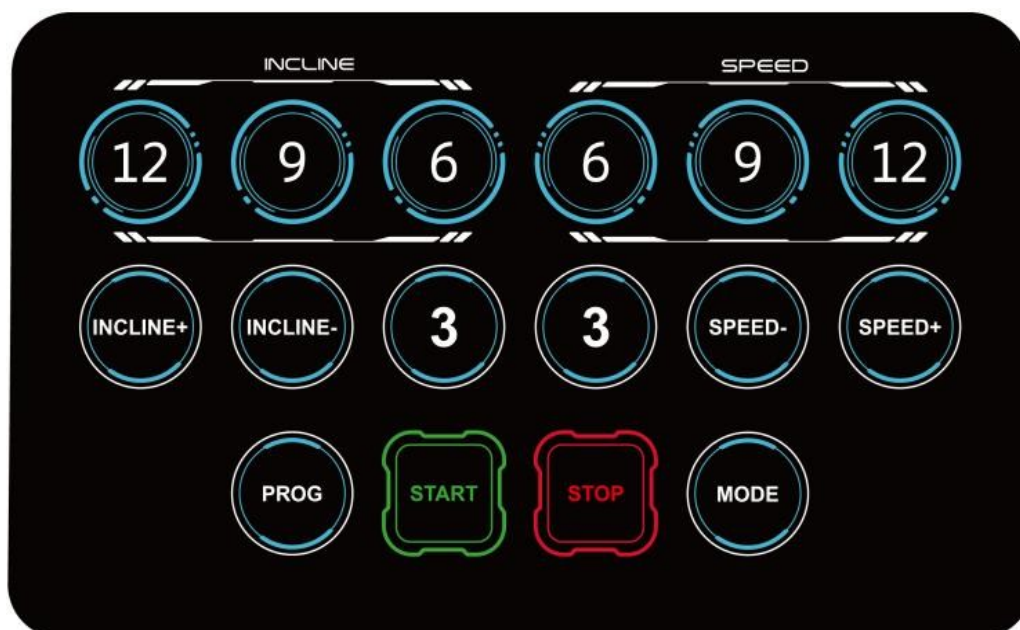 INCLINE SPEED
12 9 6 6 9 12
INCLINE+ INCLINE- 3 3 SPEED- SPEED+
PROG START STOP MODE